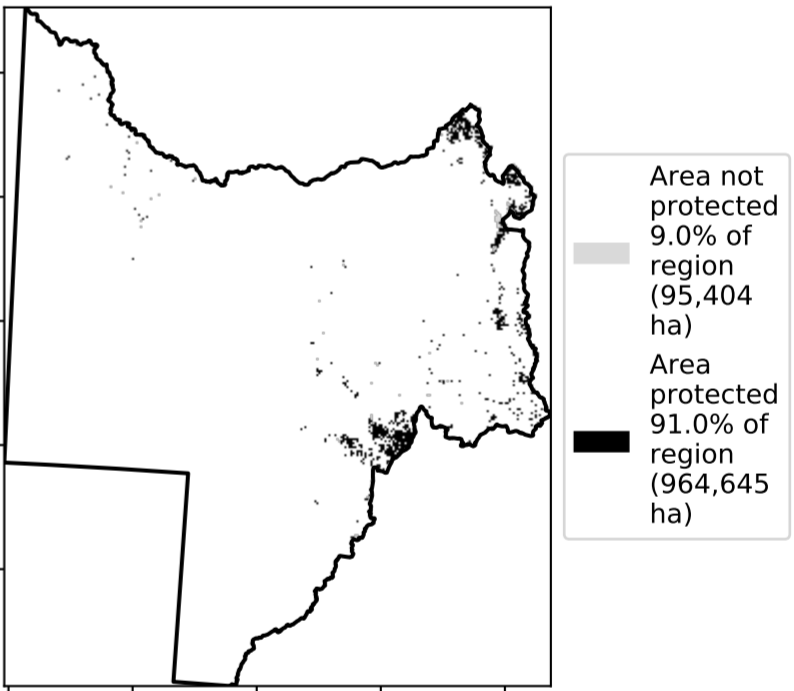 Area not
protected
9.0% of
region
(95,404
ha)
Area
protected
91.0% of
region
(964,645
ha)